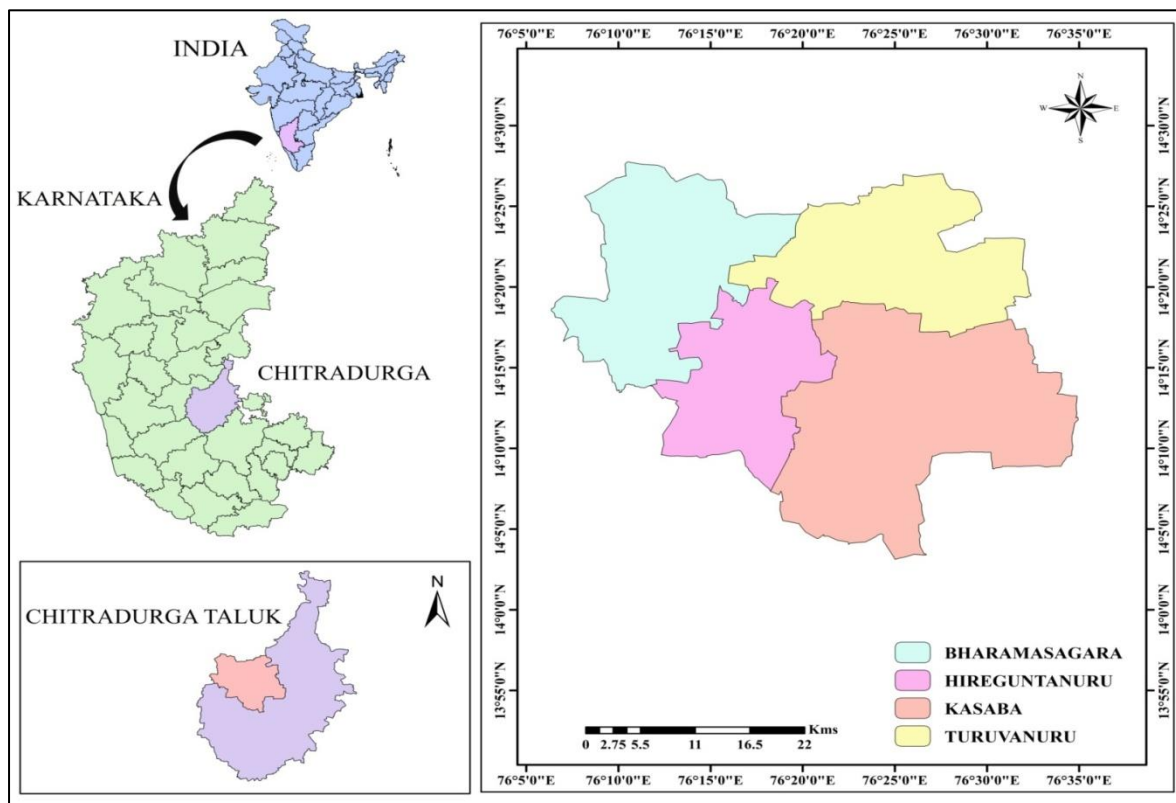 INDIA
KARNATAKA
CHITRADURGA
N
CHITRADURGA TALUK
76°5'0"E 76°10'0"E 76°15'0"E 76°20'0"E 76°25'0"E 76°30'0"E 76°35'0"E
N
W E
S
14°30'0"N 14°30'0"N
14°25'0"N 14°25'0"N
14°20'0"N 14°20'0"N
14°15'0"N 14°15'0"N
14°10'0"N 14°10'0"N
14°5'0"N 14°5'0"N
14°0'0"N 14°0'0"N
13°55'0"N 13°55'0"N
BHARAMASAGARA
HIREGUNTANURU
KASABA
TURUVANURU
Kms
0 2.75 5.5 11 16.5 22
76°5'0"E 76°10'0"E 76°15'0"E 76°20'0"E 76°25'0"E 76°30'0"E 76°35'0"E